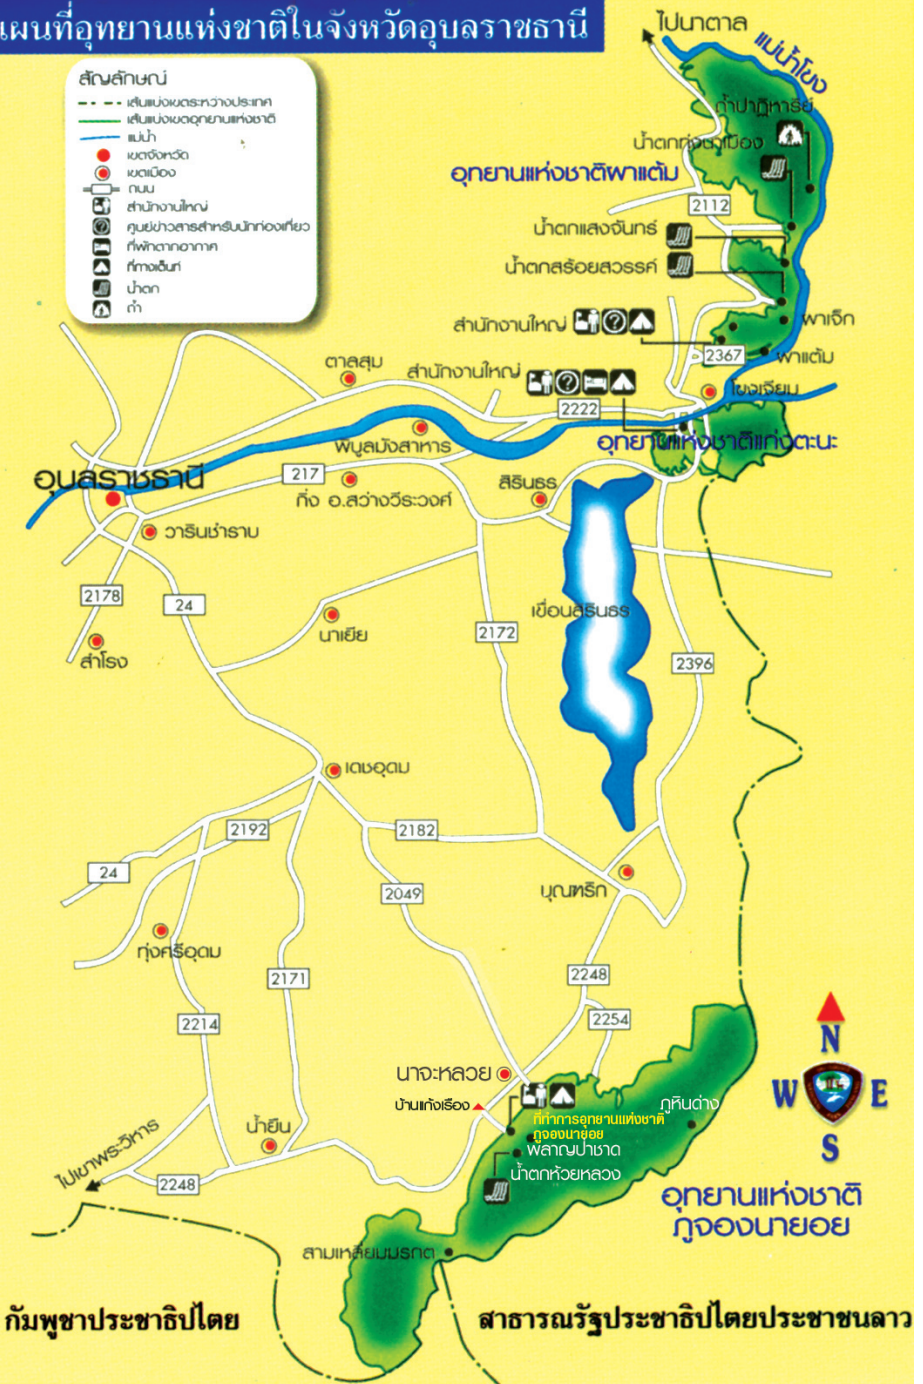 แผนที่อุทยานแห่งชาติในจังหวัดอุบลราชธานี
สัญลักษณ์
เส้นแบ่งเขตระหว่างประเทศ
เส้นแบ่งเขตอุทยานแห่งชาติ
แม่น้ำ
เขตจังหวัด
เขตเมือง
ถนน
สำนักงานใหญ่
ศูนย์ข่าวสารสำหรับนักท่องเที่ยว
ที่พักตากอากาศ
ที่กางเต็นท์
น้ำตก
ถ้ำ
ไปนาตาล
แม่น้ำโขง
ถ้ำปาฏิหาริย์
น้ำตกทุ่งนาเมือง
อุทยานแห่งชาติผาแต้ม
2112
น้ำตกแสงจันทร์
น้ำตกสร้อยสวรรค์
สำนักงานใหญ่
ผาเจ็ก
2367
ผาแต้ม
ตาลสุม
สำนักงานใหญ่
โขงเจียม
2222
พิบูลมังสาหาร
อุทยานแห่งชาติแก่งตะนะ
อุบลราชธานี
217
กิ่ง อ.สว่างวีระวงศ์
สิรินธร
วารินชำราบ
2178
24
นาเยีย
เขื่อนสิรินธร
2172
สำโรง
2396
เดชอุดม
2192
2182
24
2049
บุณฑริก
ทุ่งศรีอุดม
2171
2248
2214
2254
N
นาจะหลวย
W
E
บ้านแก้งเรือง
ภูหินด่าง
ที่ทำการอุทยานแห่งชาติ
ภูจองนายอย
S
น้ำยืน
พลาญป่าชาด
ไปเขาพระวิหาร
น้ำตกห้วยหลวง
2248
อุทยานแห่งชาติ
ภูจองนายอย
สามเหลี่ยมมรกต
กัมพูชาประชาธิปไตย
สาธารณรัฐประชาธิปไตยประชาชนลาว